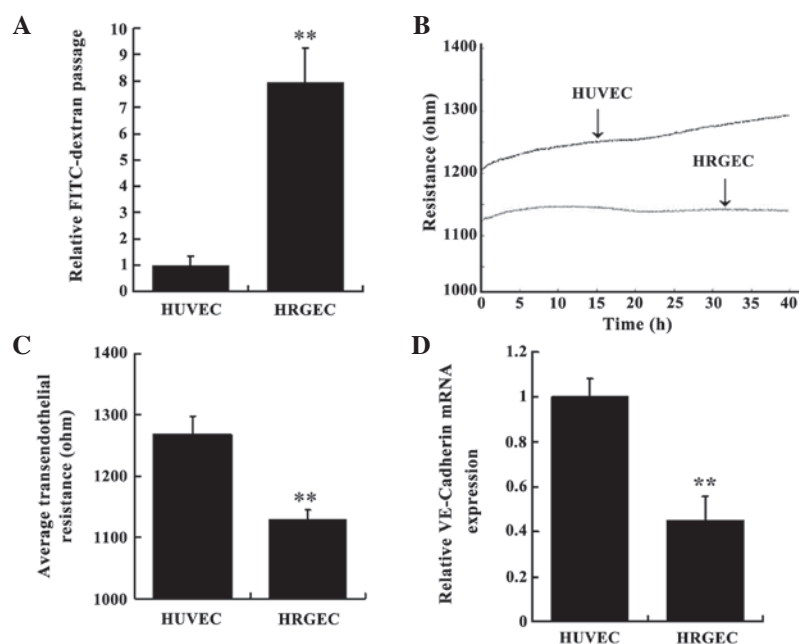 A
Relative FITC-dextran passage
10
9
8
7
6
5
4
3
2
1
0
**
HUVEC
HRGEC
B
Resistance (ohm)
1400
1300
1200
1100
1000
HUVEC
HRGEC
0
5
10
15
20
25
30
35
40
Time (h)
C
Average transendothelial
resistance (ohm)
1400
1300
1200
1100
1000
**
HUVEC
HRGEC
D
Relative VE-Cadherin mRNA
expression
1.2
1
0.8
0.6
0.4
0.2
0
**
HUVEC
HRGEC